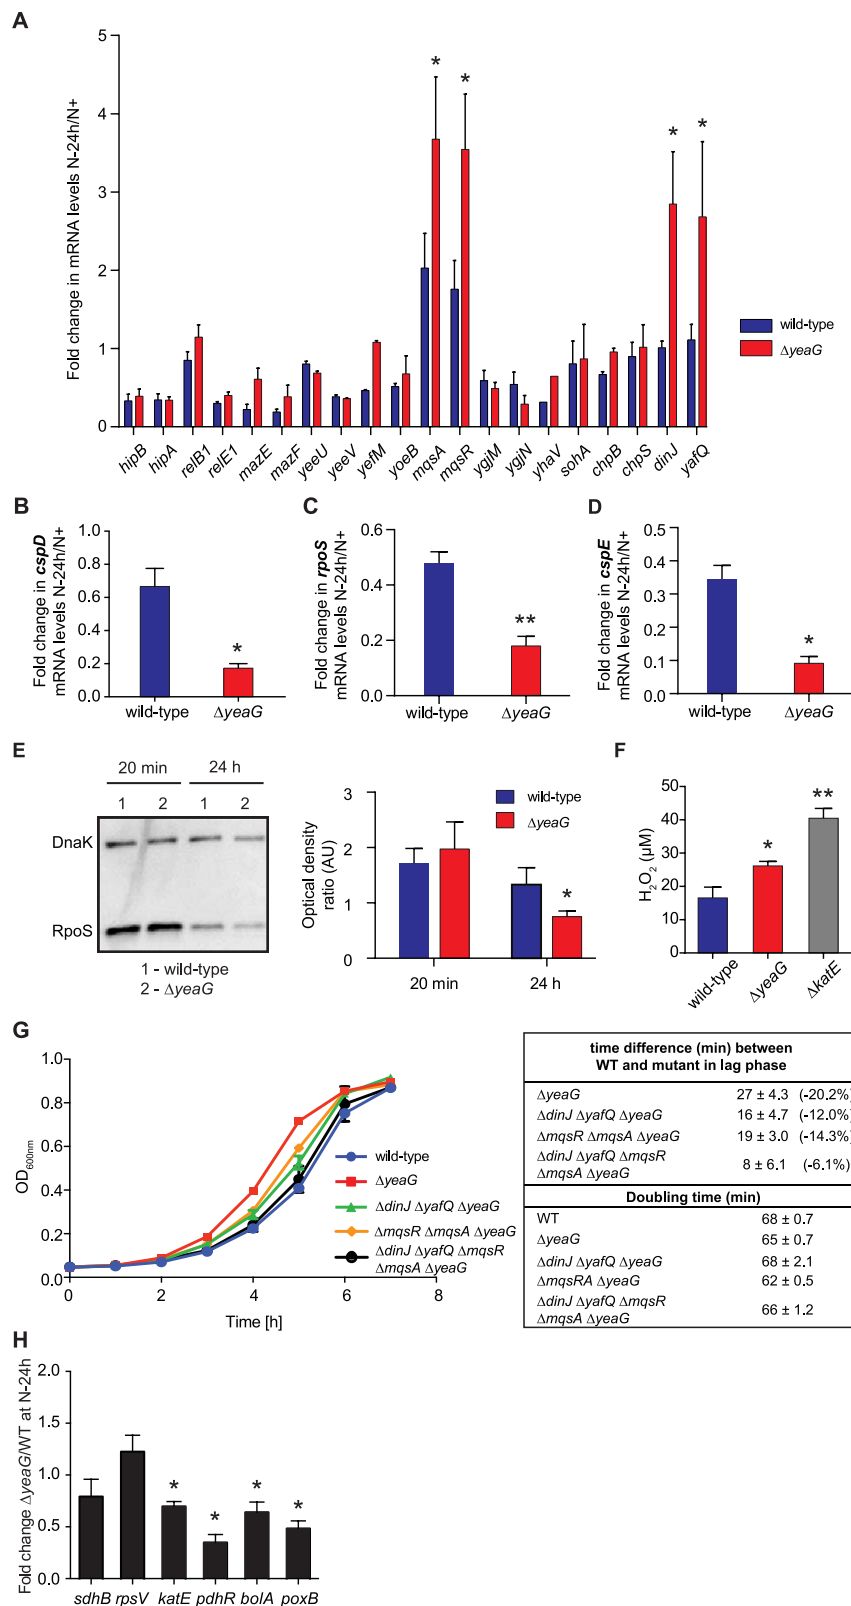 A
Fold change in mRNA levels N-24h/N+
5
4
3
2
1
0
* * * *
wild-type
ΔyeaG
hipB hipA relB1 relE1 mazE mazF yeeU yeeV yefM yoeB mqsA mqsR ygjM ygjN yhaV sohA chpB chpS dinJ yafQ
B
Fold change in cspD
mRNA levels N-24h/N+
1.0
0.8
0.6
0.4
0.2
0.0
*
wild-type ΔyeaG
C
Fold change in rpoS
mRNA levels N-24h/N+
0.6
0.4
0.2
0.0
**
wild-type ΔyeaG
D
Fold change in cspE
mRNA levels N-24h/N+
0.5
0.4
0.3
0.2
0.1
0.0
*
wild-type ΔyeaG
E
20 min 24 h
1 2 1 2
DnaK
RpoS
1 - wild-type
2 - ΔyeaG
Optical density
ratio (AU)
3
2
1
0
wild-type
ΔyeaG
*
20 min 24 h
F
H2O2 (µM)
50
40
30
20
10
0
* **
wild-type ΔyeaG ΔkatE
G
OD600nm
1.0
0.8
0.6
0.4
0.2
0.0
0 2 4 6 8
Time [h]
wild-type
ΔyeaG
ΔdinJ ΔyafQ ΔyeaG
ΔmqsR ΔmqsA ΔyeaG
ΔdinJ ΔyafQ ΔmqsR
ΔmqsA ΔyeaG
time difference (min) between
WT and mutant in lag phase
ΔyeaG 27 ± 4.3 (-20.2%)
ΔdinJ ΔyafQ ΔyeaG 16 ± 4.7 (-12.0%)
ΔmqsR ΔmqsA ΔyeaG 19 ± 3.0 (-14.3%)
ΔdinJ ΔyafQ ΔmqsR
ΔmqsA ΔyeaG 8 ± 6.1 (-6.1%)
Doubling time (min)
WT 68 ± 0.7
ΔyeaG 65 ± 0.7
ΔdinJ ΔyafQ ΔyeaG 68 ± 2.1
ΔmqsRA ΔyeaG 62 ± 0.5
ΔdinJ ΔyafQ ΔmqsR
ΔmqsA ΔyeaG 66 ± 1.2
H
Fold change ΔyeaG/WT at N-24h
2.0
1.5
1.0
0.5
0.0
* * * *
sdhB rpsV katE pdhR bolA poxB